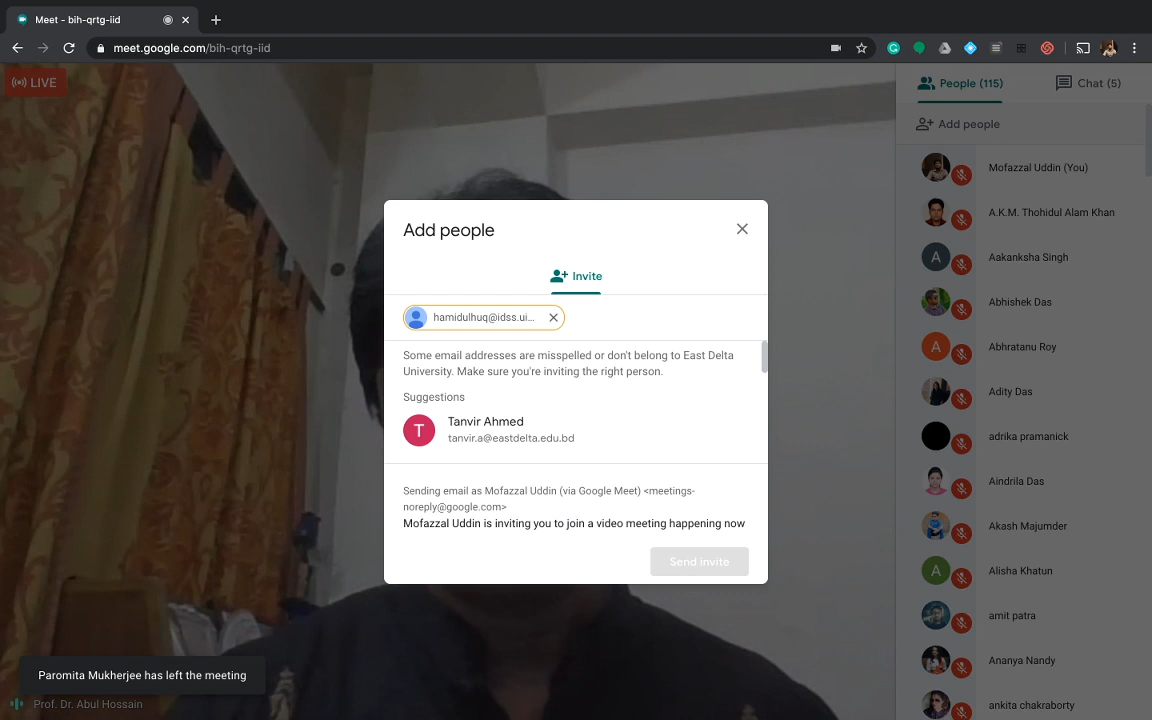 Meet - bih-qrtg-iid
meet.google.com/bih-qrtg-iid
LIVE
People (115)
Chat (5)
Add people
Mofazzal Uddin (You)
A.K.M. Thohidul Alam Khan
A
Aakanksha Singh
Abhishek Das
A
Abhratanu Roy
Adity Das
adrika pramanick
Aindrila Das
Akash Majumder
A
Alisha Khatun
amit patra
Ananya Nandy
ankita chakraborty
Add people
Invite
hamidulhuq@idss.ui...
Some email addresses are misspelled or don't belong to East Delta
University. Make sure you're inviting the right person.
Suggestions
T
Tanvir Ahmed
tanvir.a@eastdelta.edu.bd
Sending email as Mofazzal Uddin (via Google Meet) <meetings-
noreply@google.com>
Mofazzal Uddin is inviting you to join a video meeting happening now
Send invite
Paromita Mukherjee has left the meeting
Prof. Dr. Abul Hossain